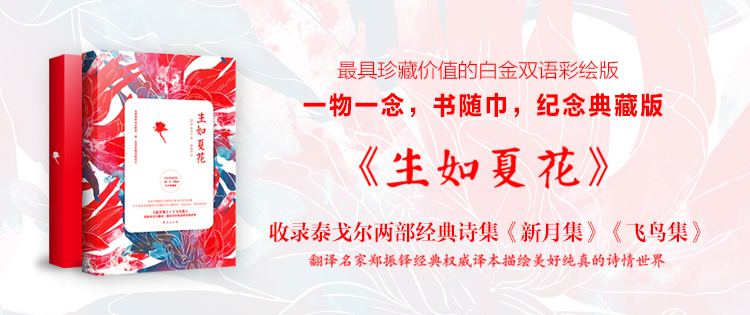 最具珍藏价值的白金双语彩绘版
一物一念，书随巾，纪念典藏版
《生如夏花》
收录泰戈尔两部经典诗集《新月集》《飞鸟集》
翻译名家郑振铎经典权威译本描绘美好纯真的诗情世界
生如夏花